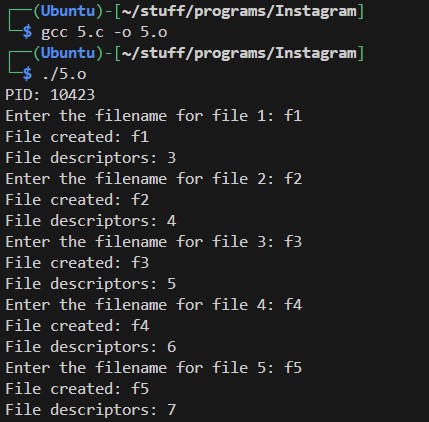 ┌──(Ubuntu)-[~/stuff/programs/Instagram]
└─$ gcc 5.c -o 5.o
┌──(Ubuntu)-[~/stuff/programs/Instagram]
└─$ ./5.o
PID: 10423
Enter the filename for file 1: f1
File created: f1
File descriptors: 3
Enter the filename for file 2: f2
File created: f2
File descriptors: 4
Enter the filename for file 3: f3
File created: f3
File descriptors: 5
Enter the filename for file 4: f4
File created: f4
File descriptors: 6
Enter the filename for file 5: f5
File created: f5
File descriptors: 7